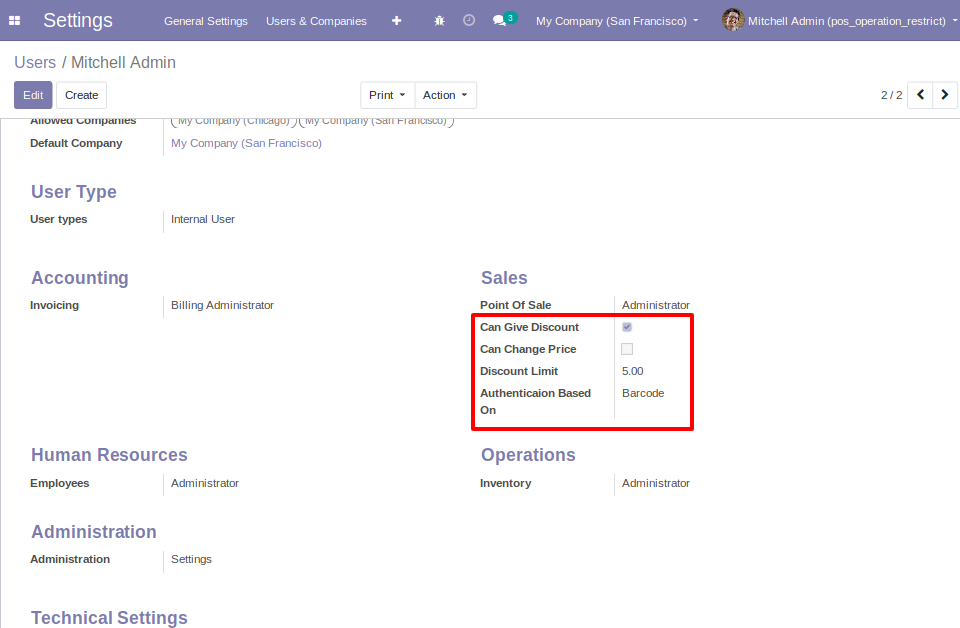 Settings General Settings Users & Companies 3 My Company (San Francisco) Mitchell Admin (pos_operation_restrict)
Users / Mitchell Admin
Edit Create Print Action 2 / 2
Allowed Companies My Company (Chicago) My Company (San Francisco)
Default Company My Company (San Francisco)
User Type
User types Internal User
Accounting Sales
Invoicing Billing Administrator Point Of Sale Administrator
Can Give Discount
Can Change Price
Discount Limit 5.00
Authenticaion Based Barcode
On
Human Resources Operations
Employees Administrator Inventory Administrator
Administration
Administration Settings
Technical Settings